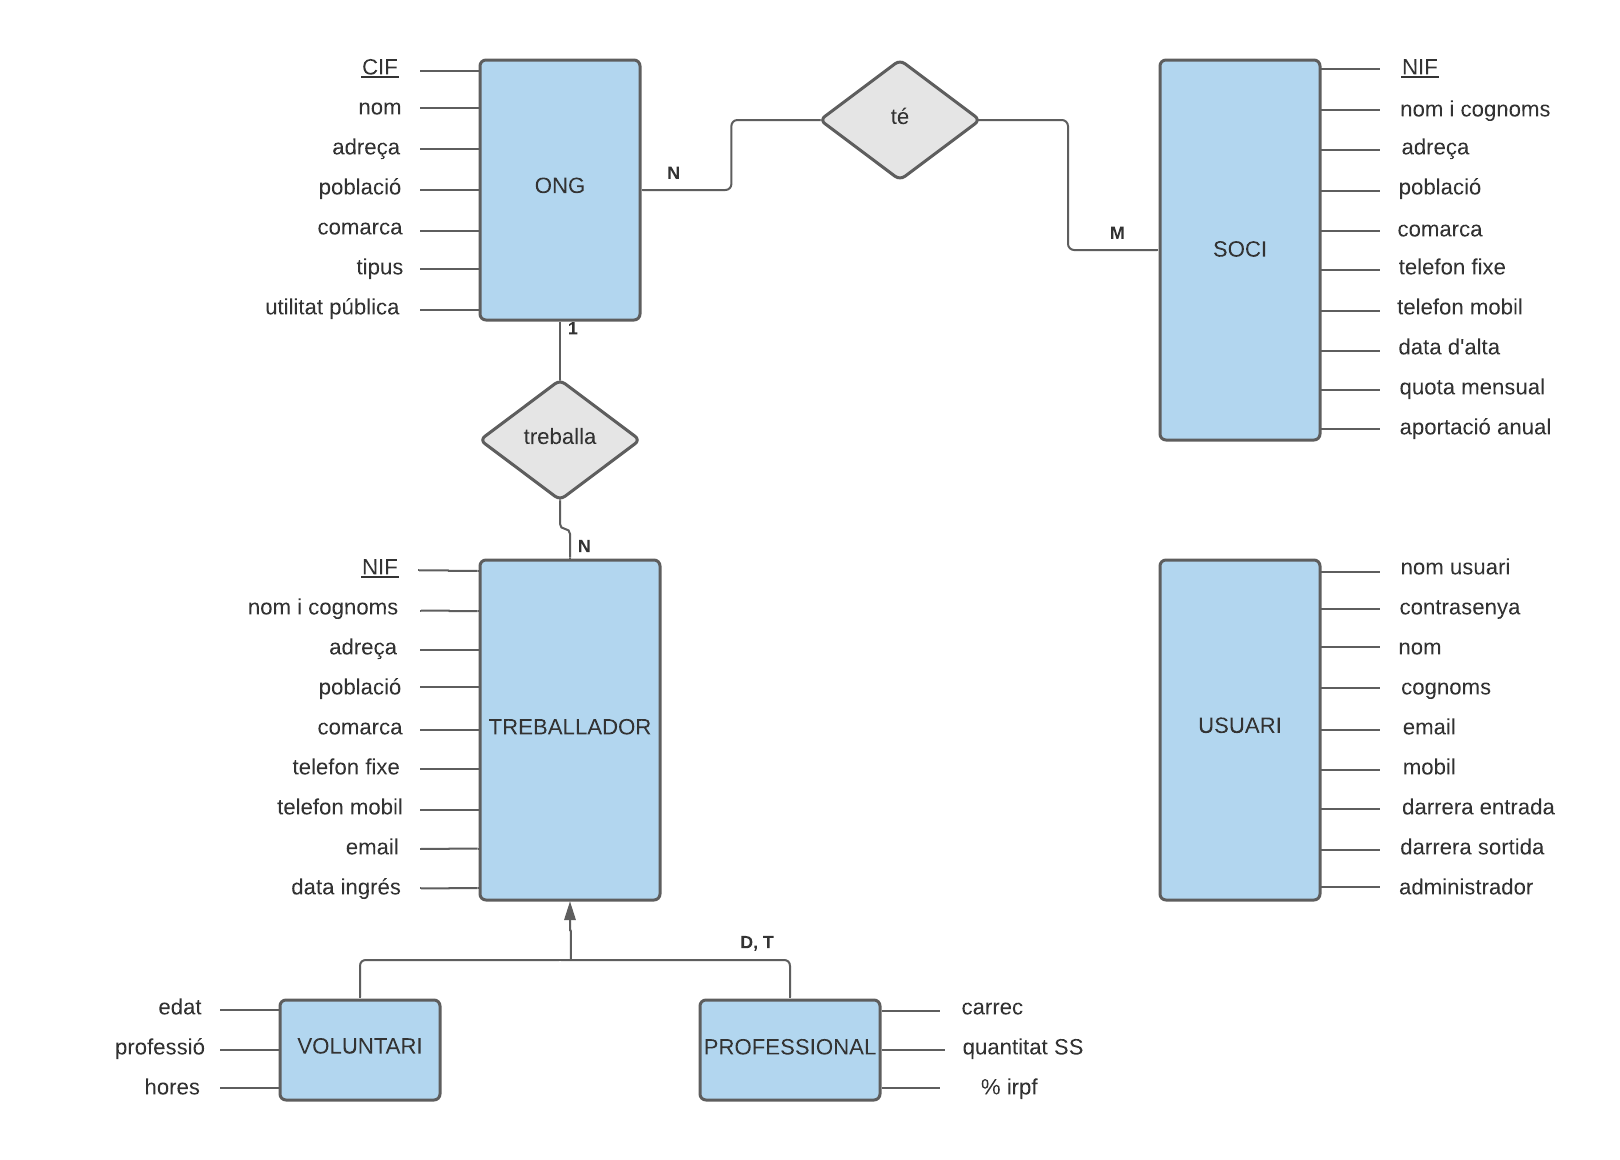 CIF
nom
adreça
població
comarca
tipus
utilitat pública
ONG
N
té
M
SOCI
NIF
nom i cognoms
adreça
població
comarca
telefon fixe
telefon mobil
data d'alta
quota mensual
aportació anual
1
treballa
N
NIF
nom i cognoms
adreça
població
comarca
telefon fixe
telefon mobil
email
data ingrés
TREBALLADOR
USUARI
nom usuari
contrasenya
nom
cognoms
email
mobil
darrera entrada
darrera sortida
administrador
D, T
edat
professió
hores
VOLUNTARI
PROFESSIONAL
carrec
quantitat SS
% irpf